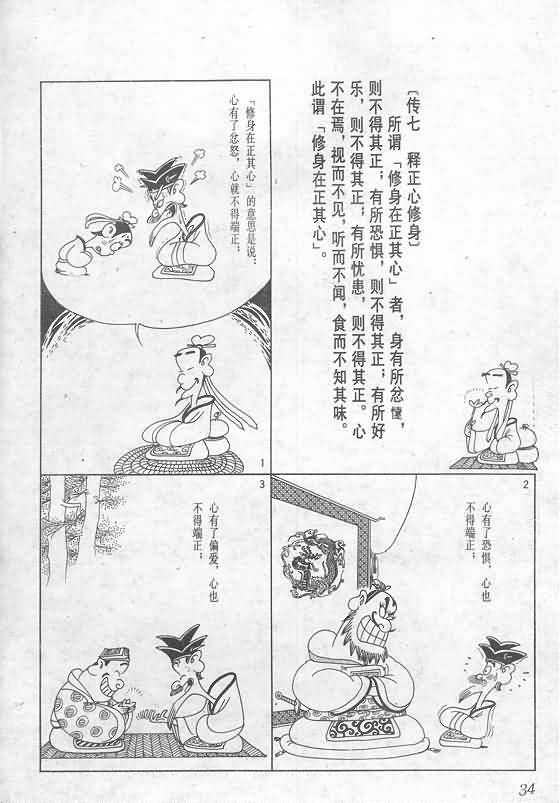 〔传七　释正心修身〕
所谓「修身在正其心」者，身有所忿懥，
则不得其正；有所恐惧，则不得其正；有所好
乐，则不得其正；有所忧患，则不得其正。心
不在焉，视而不见，听而不闻，食而不知其味。
此谓「修身在正其心」。
「修身在正其心」的意思是说：
心有了忿怒，心就不得端正；
1
2
心有了恐惧，心也
不得端正；
3
心有了偏爱，心也
不得端正；
34